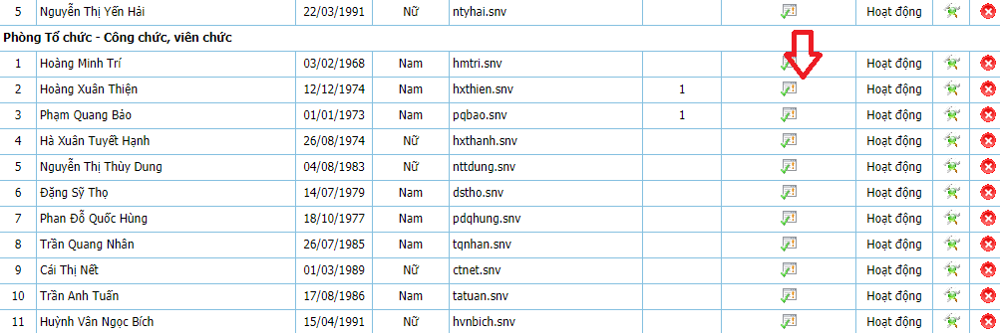 5 Nguyễn Thị Yến Hải 22/03/1991 Nữ ntyhai.snv Hoạt động
Phòng Tổ chức - Công chức, viên chức
1 Hoàng Minh Trí 03/02/1968 Nam hmtri.snv Hoạt động
2 Hoàng Xuân Thiện 12/12/1974 Nam hxthien.snv 1 Hoạt động
3 Phạm Quang Bảo 01/01/1973 Nam pqbao.snv 1 Hoạt động
4 Hà Xuân Tuyết Hạnh 26/08/1974 Nữ hxthanh.snv Hoạt động
5 Nguyễn Thị Thùy Dung 04/08/1983 Nữ nttdung.snv Hoạt động
6 Đặng Sỹ Thọ 14/07/1979 Nam dstho.snv Hoạt động
7 Phan Đỗ Quốc Hùng 18/10/1977 Nam pdqhung.snv Hoạt động
8 Trần Quang Nhân 26/07/1985 Nam tqnhan.snv Hoạt động
9 Cái Thị Nết 01/03/1989 Nữ ctnet.snv Hoạt động
10 Trần Anh Tuấn 17/08/1986 Nam tatuan.snv Hoạt động
11 Huỳnh Vân Ngọc Bích 15/04/1991 Nữ hvnbich.snv Hoạt động